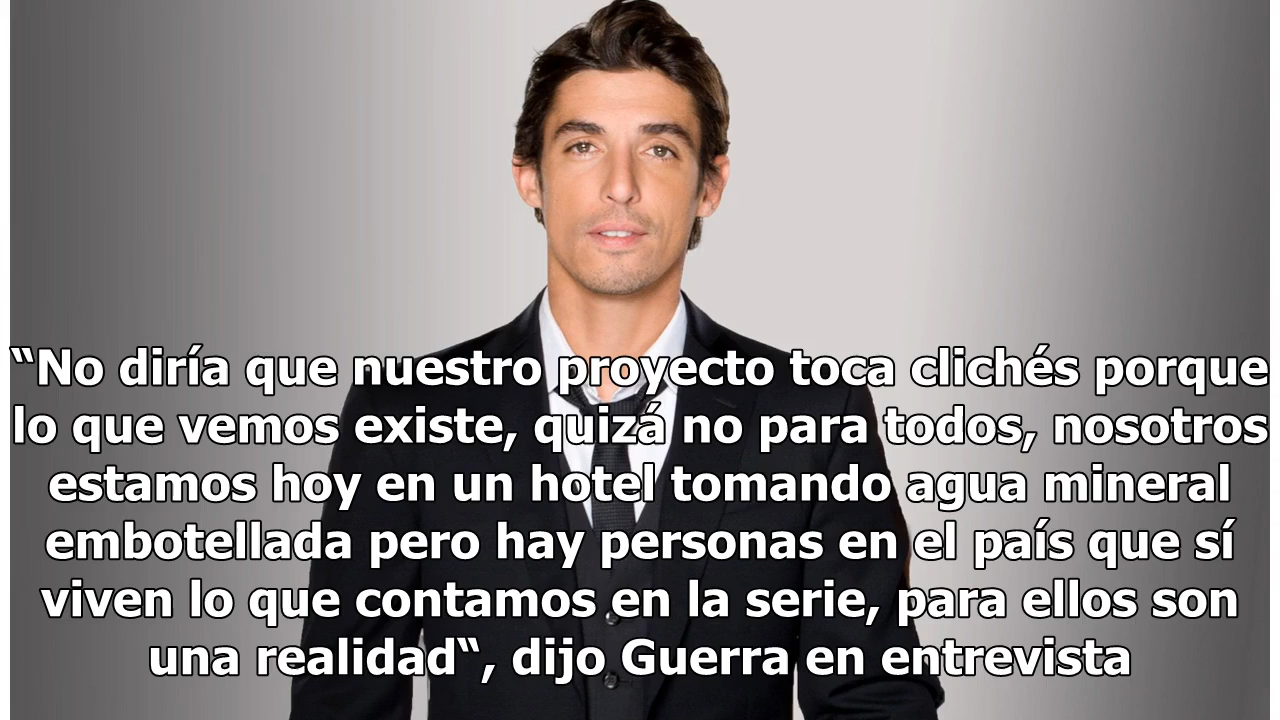 “No diría que nuestro proyecto toca clichés porque
lo que vemos existe, quizá no para todos, nosotros
estamos hoy en un hotel tomando agua mineral
embotellada pero hay personas en el país que sí
viven lo que contamos en la serie, para ellos son
una realidad“, dijo Guerra en entrevista